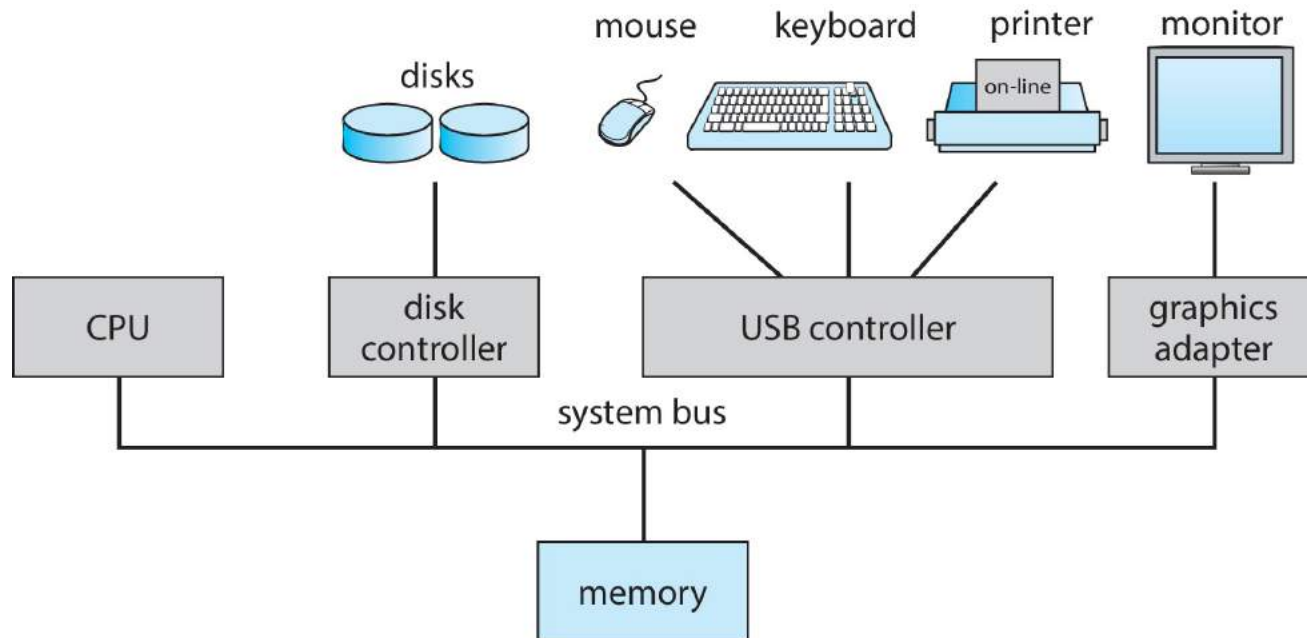 mouse
keyboard
printer
monitor
disks
on-line
CPU
disk
controller
USB controller
graphics
adapter
system bus
memory